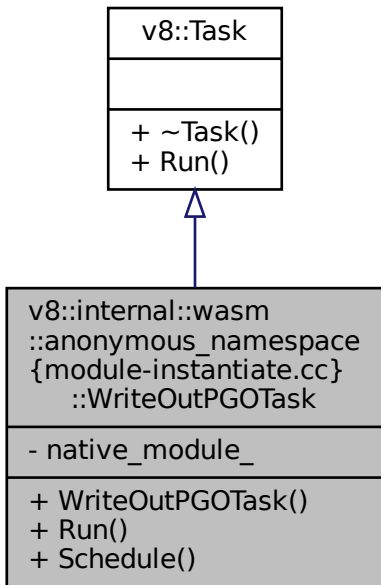 v8::Task
+ ~Task()
+ Run()
v8::internal::wasm
::anonymous_namespace
{module-instantiate.cc}
::WriteOutPGOTask
- native_module_
+ WriteOutPGOTask()
+ Run()
+ Schedule()